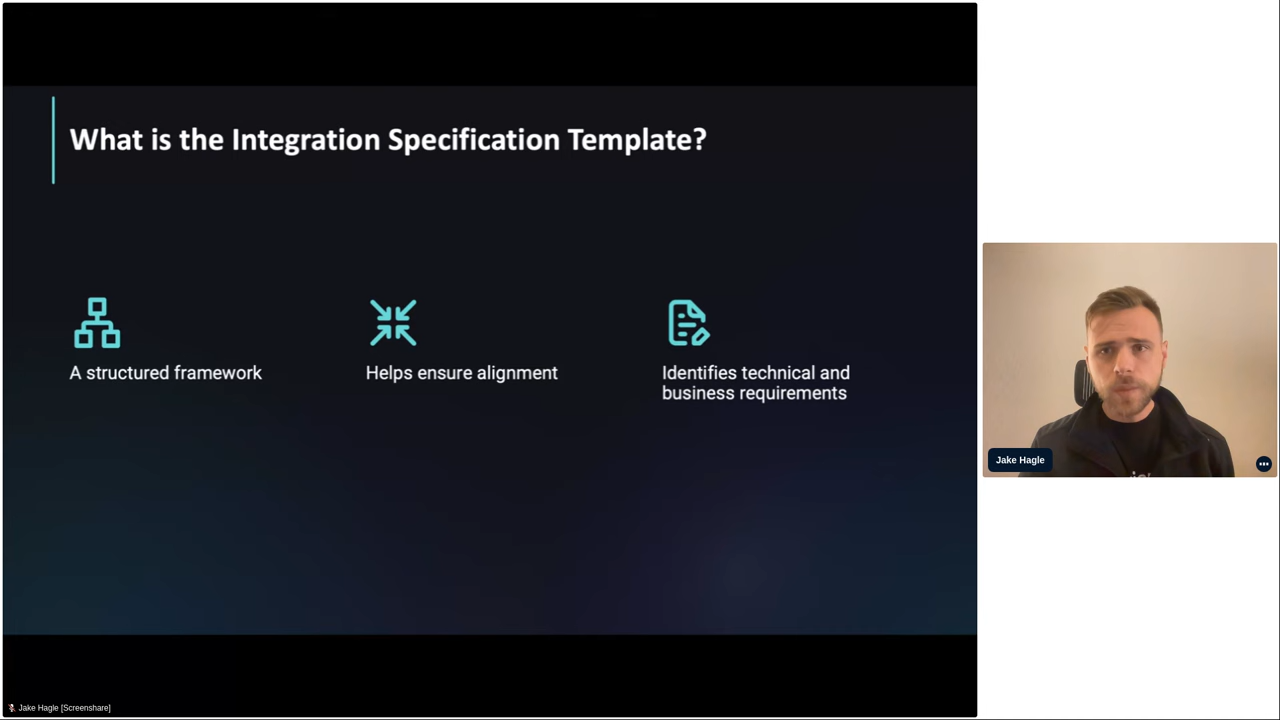 What is the Integration Specification Template?
A structured framework
Helps ensure alignment
Identifies technical and
business requirements
Jake Hagle
Jake Hagle [Screenshare]